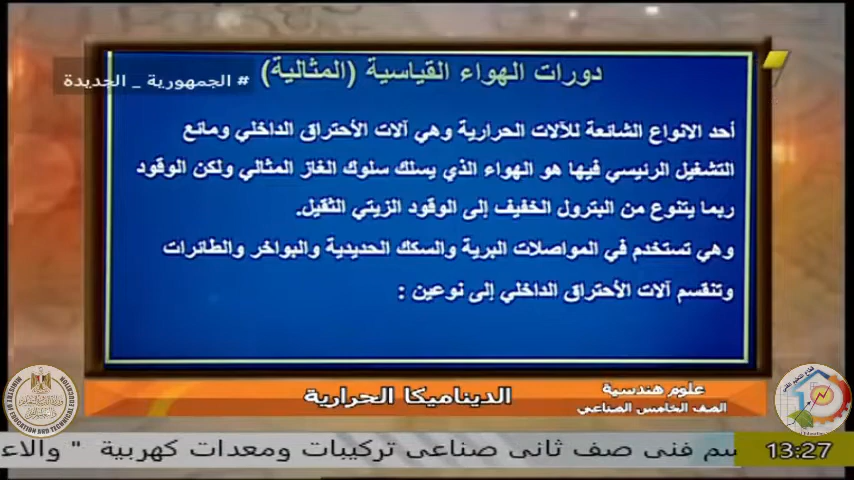 دورات الهواء القياسية (المثالية)
# الجمهورية _ الجديدة
أحد الانواع الشائعة للآلات الحرارية وهي آلات الأحتراق الداخلي ومائع
التشغيل الرئيسي فيها هو الهواء الذي يسلك سلوك الغاز المثالي ولكن الوقود
ربما يتنوع من البترول الخفيف إلى الوقود الزيتي الثقيل.
وهي تستخدم في المواصلات البرية والسكك الحديدية والبواخر والطائرات
وتنقسم آلات الأحتراق الداخلي إلى نوعين :
علوم هندسية
الصف الخامس الصناعي
الديناميكا الحرارية
فنى صف ثانى صناعى تركيبات ومعدات كهربية " والاع
13:27